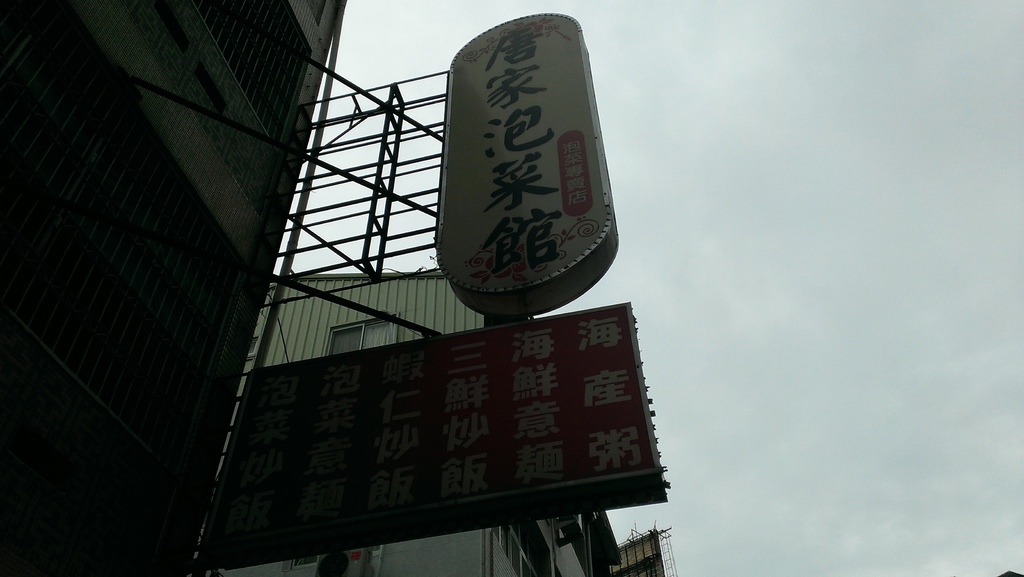 唐家泡菜館
泡菜專賣店
海產粥
海鮮意麵
三鮮炒飯
蝦仁炒飯
泡菜意麵
泡菜炒飯